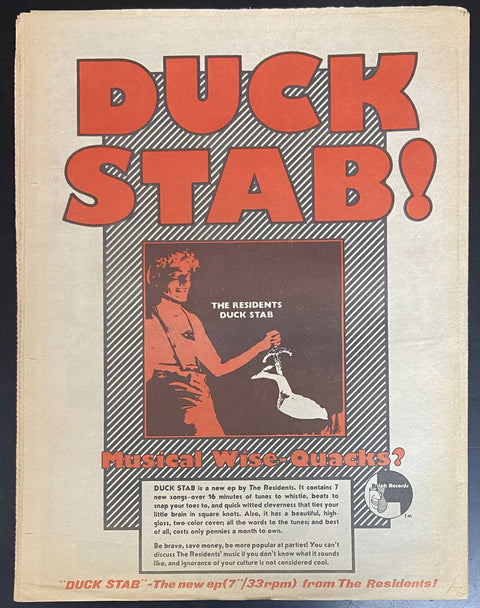 DUCK
STAB!
THE RESIDENTS
DUCK STAB
Musical Wise-Quacks?
DUCK STAB is a new ep by The Residents. It contains 7
new songs-over 16 minutes of tunes to whistle, beats to
snap your toes to, and quick witted cleverness that ties your
little brain in square knots. Also, it has a beautiful, high-
gloss, two-color cover; all the words to the tunes; and best
of all, costs only pennies a month to own.
Be brave, save money, be more popular at parties! You can't
discuss The Residents' music if you don't know what it sounds
like, and ignorance of your culture is not considered cool.
Ralph Records
TM
"DUCK STAB"-The new ep(7"/33rpm) from The Residents!